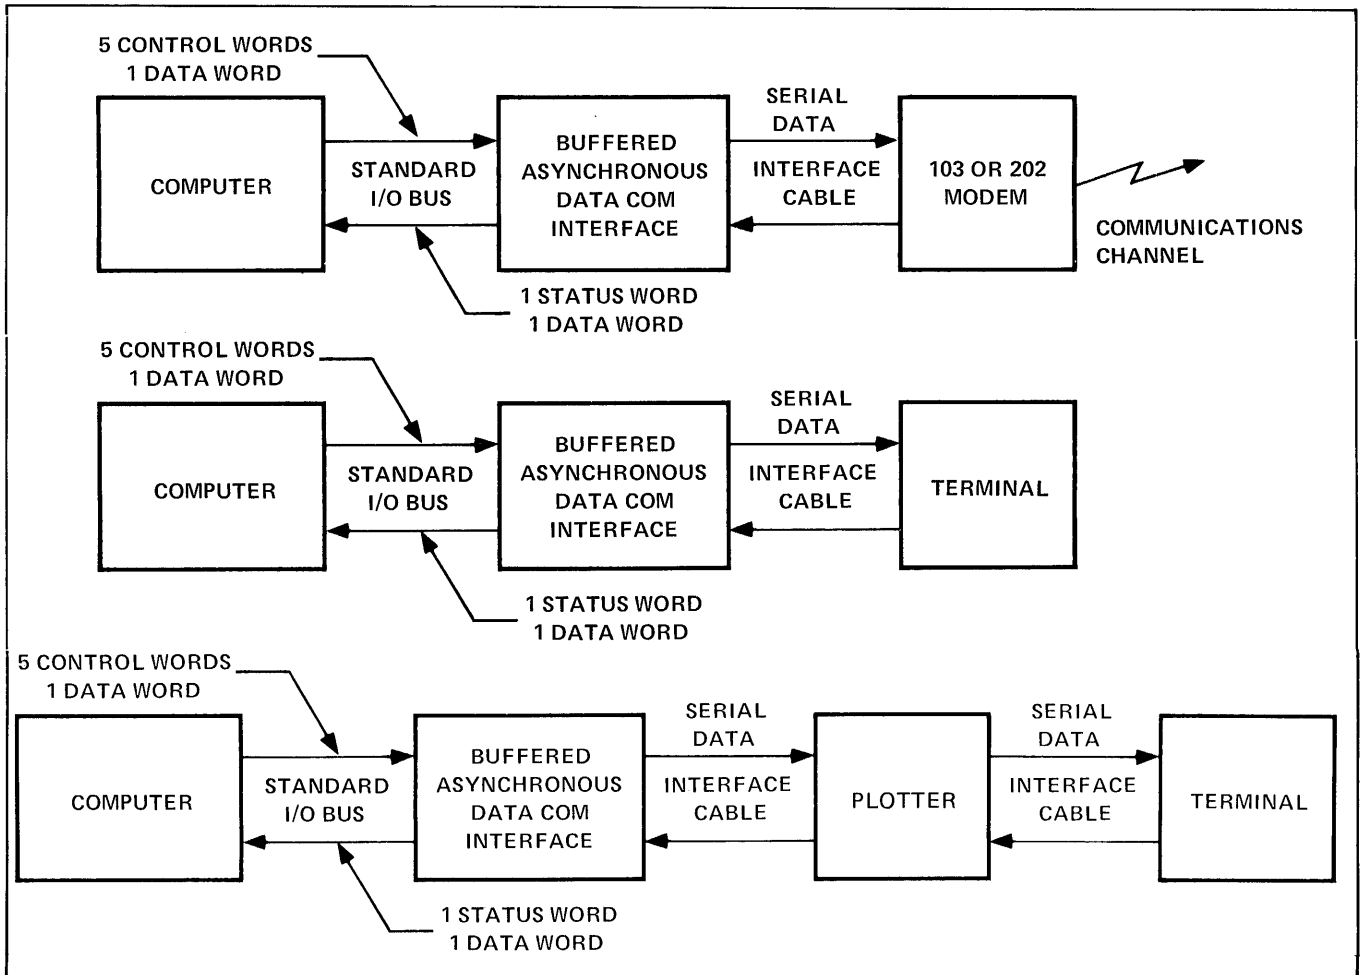 5 CONTROL WORDS
1 DATA WORD
COMPUTER
STANDARD
I/O BUS
1 STATUS WORD
1 DATA WORD
BUFFERED
ASYNCHRONOUS
DATA COM
INTERFACE
SERIAL
DATA
INTERFACE
CABLE
103 OR 202
MODEM
COMMUNICATIONS
CHANNEL
5 CONTROL WORDS
1 DATA WORD
COMPUTER
STANDARD
I/O BUS
1 STATUS WORD
1 DATA WORD
BUFFERED
ASYNCHRONOUS
DATA COM
INTERFACE
SERIAL
DATA
INTERFACE
CABLE
TERMINAL
5 CONTROL WORDS
1 DATA WORD
COMPUTER
STANDARD
I/O BUS
1 STATUS WORD
1 DATA WORD
BUFFERED
ASYNCHRONOUS
DATA COM
INTERFACE
SERIAL
DATA
INTERFACE
CABLE
PLOTTER
SERIAL
DATA
INTERFACE
CABLE
TERMINAL